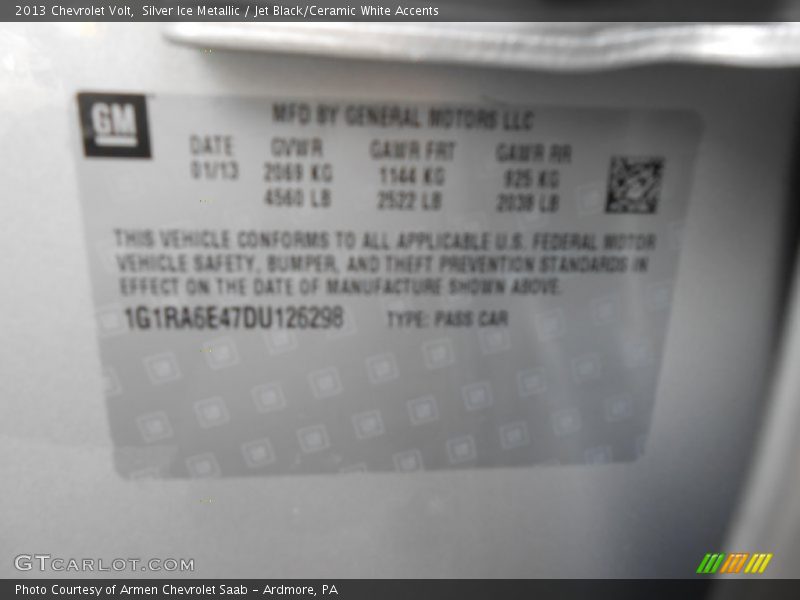 2013 Chevrolet Volt, Silver Ice Metallic / Jet Black/Ceramic White Accents
GM
MFD BY GENERAL MOTORS LLC
DATE GVWR GAWR FRT GAWR RR
01/13 2069 KG 1144 KG 925 KG
4560 LB 2522 LB 2038 LB
THIS VEHICLE CONFORMS TO ALL APPLICABLE U.S. FEDERAL MOTOR
VEHICLE SAFETY, BUMPER, AND THEFT PREVENTION STANDARDS IN
EFFECT ON THE DATE OF MANUFACTURE SHOWN ABOVE.
1G1RA6E47DU126298 TYPE: PASS CAR
GTCARLOT.COM
Photo Courtesy of Armen Chevrolet Saab - Ardmore, PA